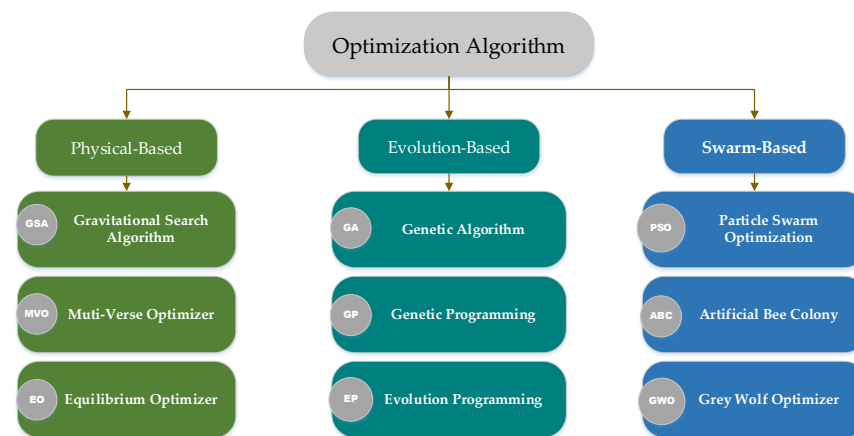 Optimization Algorithm
Physical-Based
Evolution-Based
Swarm-Based
GSA
Gravitational Search
Algorithm
GA
Genetic Algorithm
PSO
Particle Swarm
Optimization
MVO
Muti-Verse Optimizer
GP
Genetic Programming
ABC
Artificial Bee Colony
EO
Equilibrium Optimizer
EP
Evolution Programming
GWO
Grey Wolf Optimizer